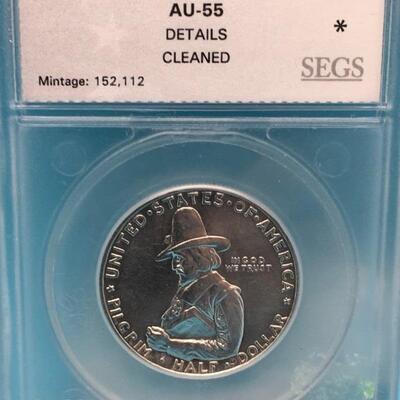 AU-55
DETAILS
CLEANED
*
Mintage: 152,112
SEGS
UNITED·STATES·OF·AMERICA
IN GOD
WE TRUST
PILGRIM ★ HALF·DOLLAR